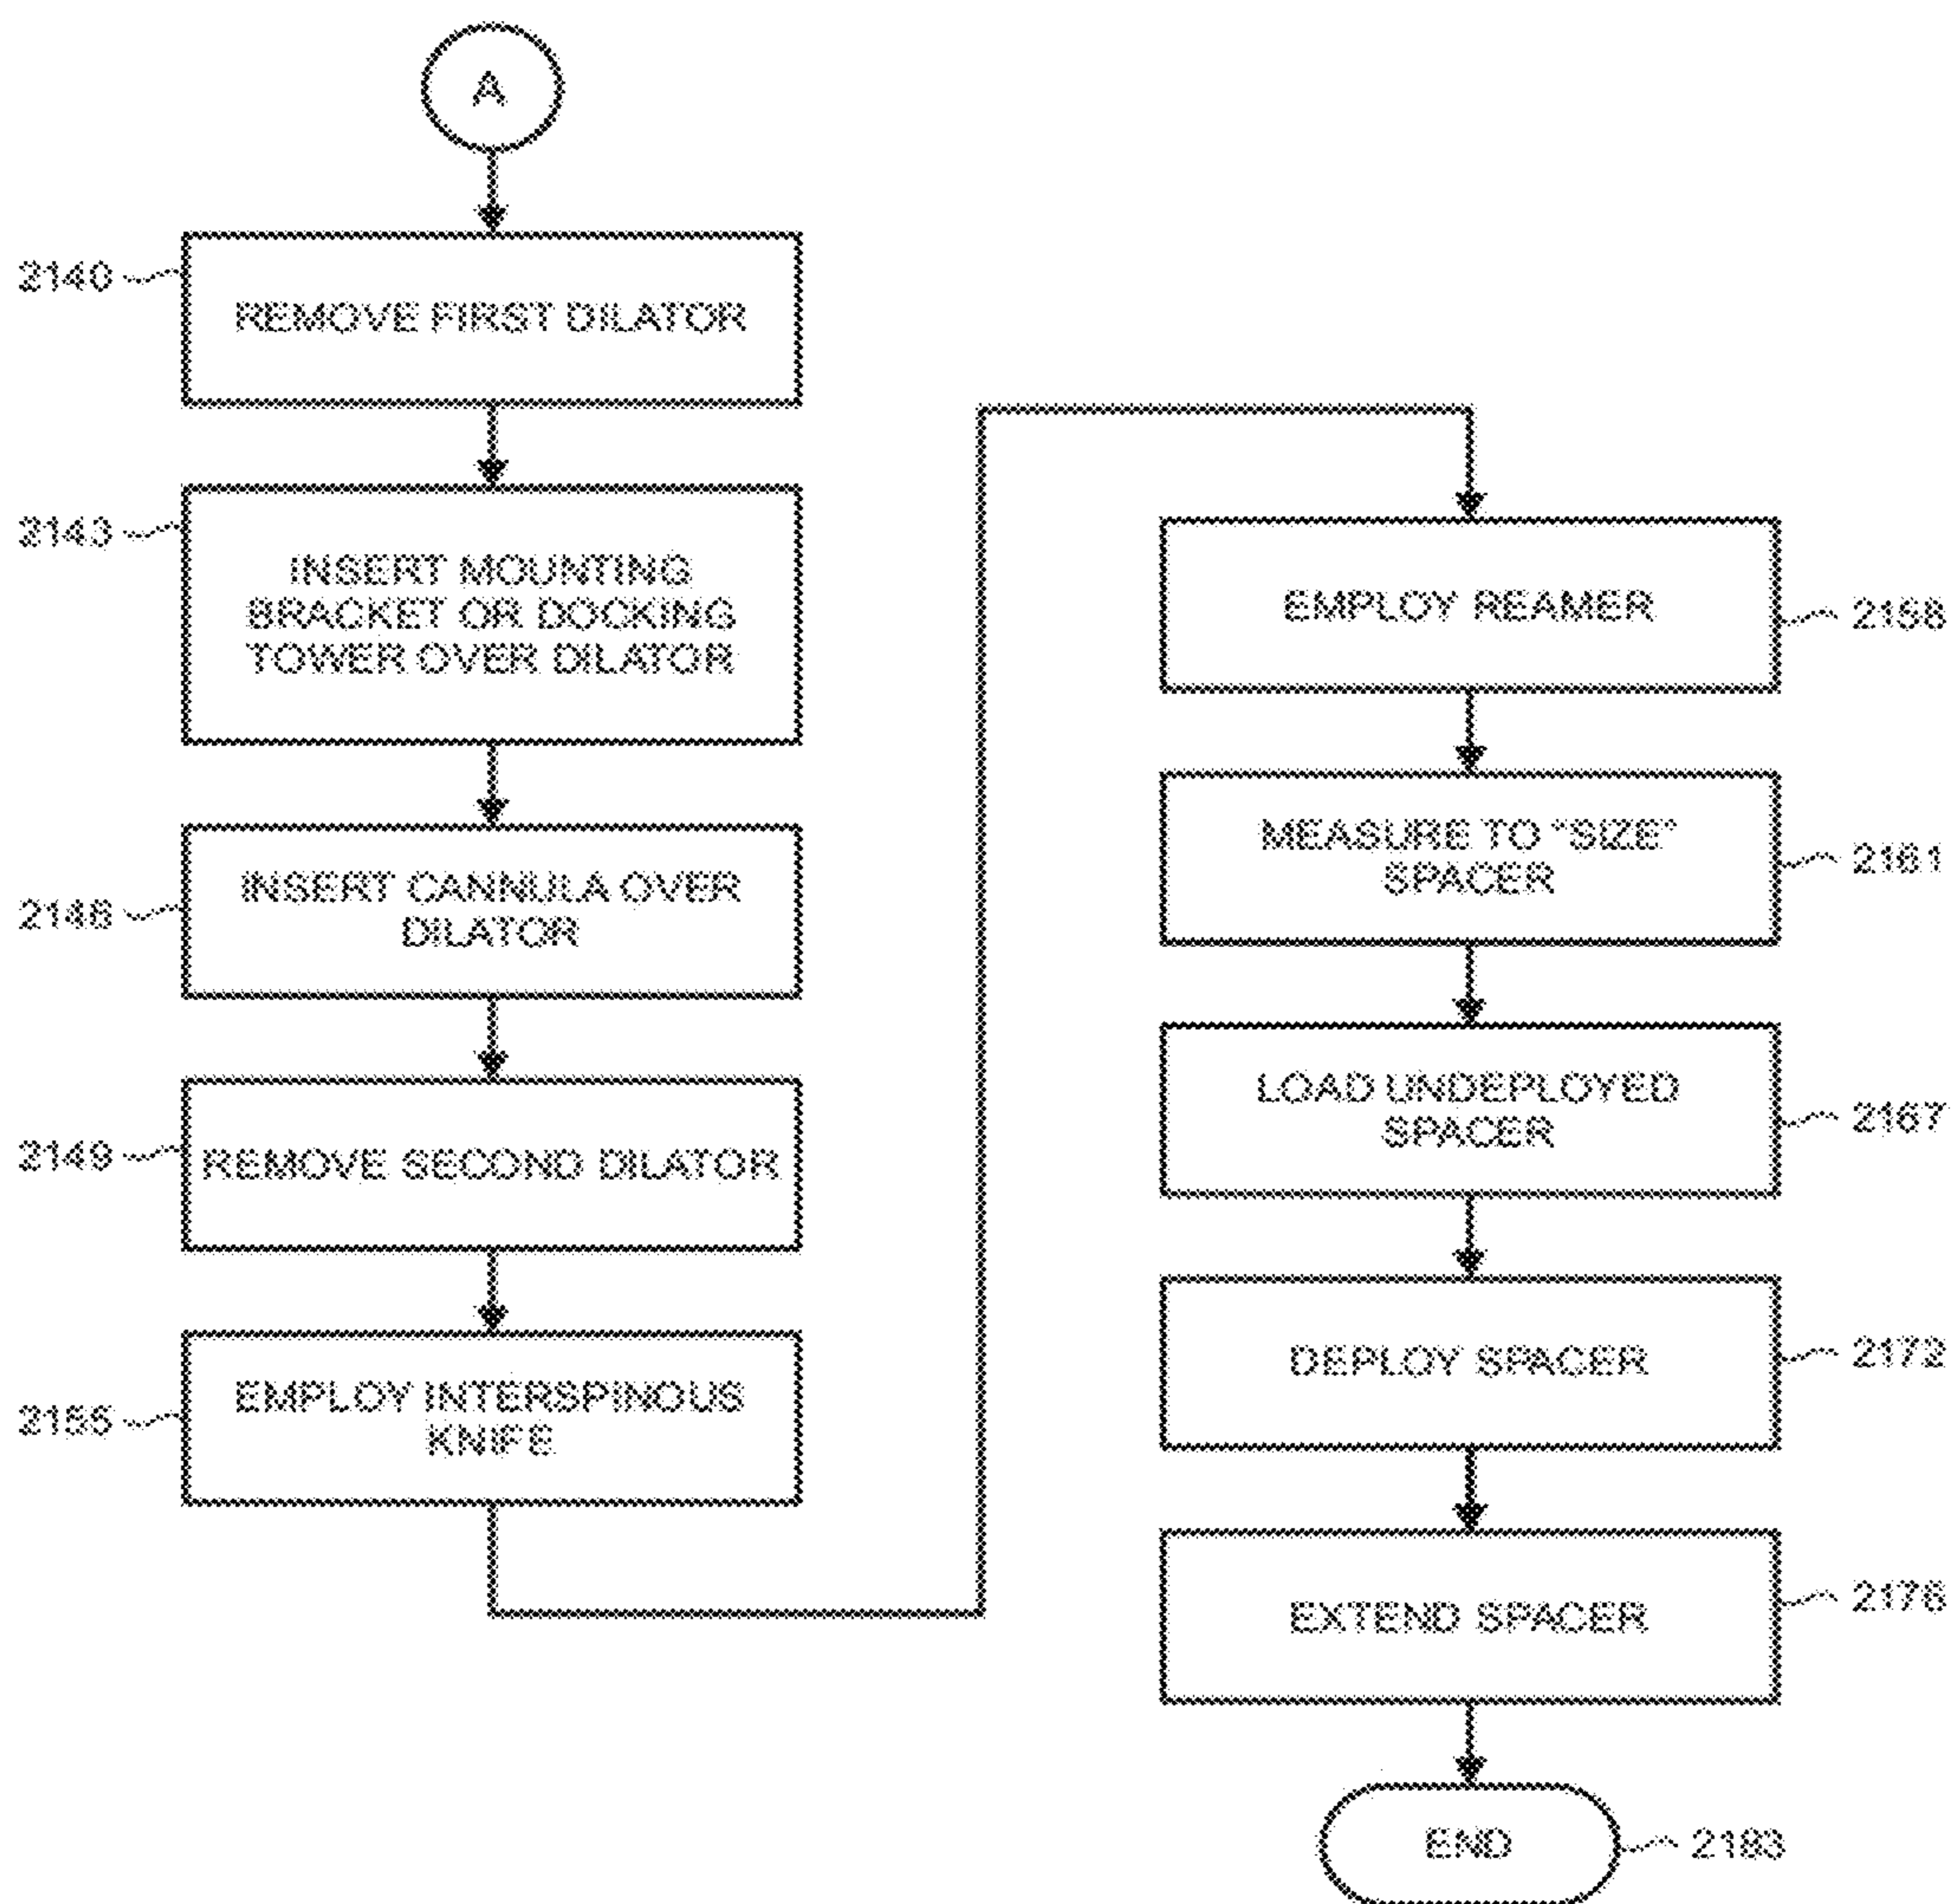 A
2140
REMOVE FIRST DILATOR
2143
INSERT MOUNTING
BRACKET OR DOCKING
TOWER OVER DILATOR
2146
INSERT CANNULA OVER
DILATOR
2149
REMOVE SECOND DILATOR
2155
EMPLOY INTERSPINOUS
KNIFE
EMPLOY REAMER
2158
MEASURE TO "SIZE"
SPACER
2161
LOAD UNDEPLOYED
SPACER
2167
DEPLOY SPACER
2172
EXTEND SPACER
2176
END
2183